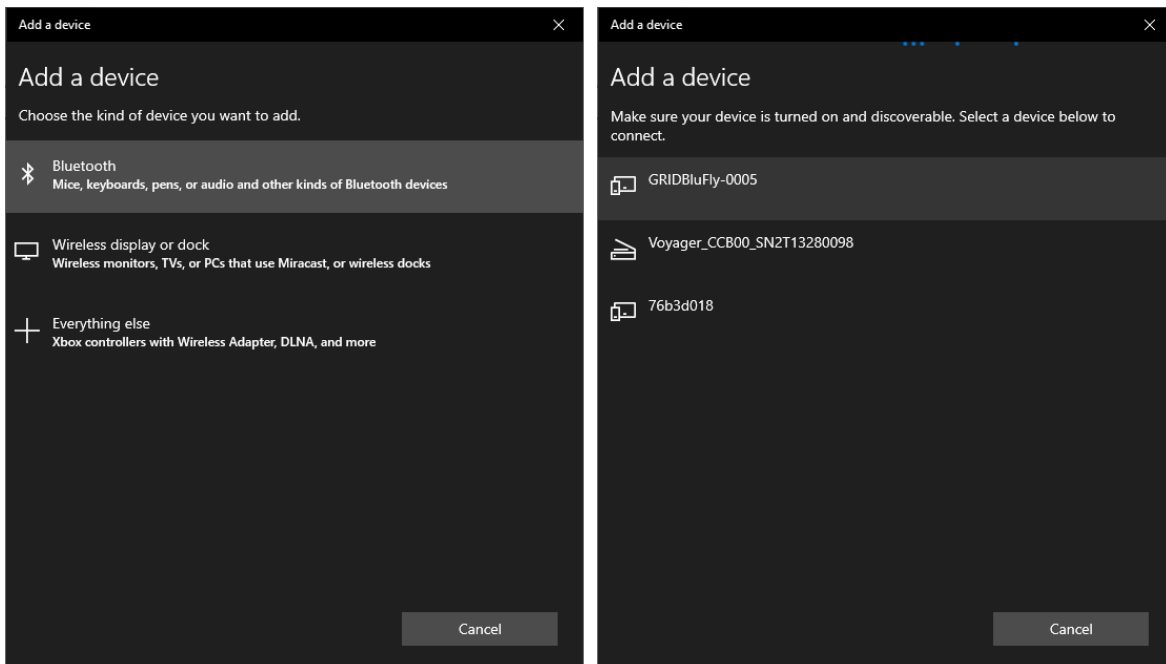 Add a device
Add a device
Choose the kind of device you want to add.
Bluetooth
Mice, keyboards, pens, or audio and other kinds of Bluetooth devices
Wireless display or dock
Wireless monitors, TVs, or PCs that use Miracast, or wireless docks
Everything else
Xbox controllers with Wireless Adapter, DLNA, and more
Cancel
Add a device
Add a device
Make sure your device is turned on and discoverable. Select a device below to
connect.
GRIDBluFly-0005
Voyager_CCB00_SN2T13280098
76b3d018
Cancel